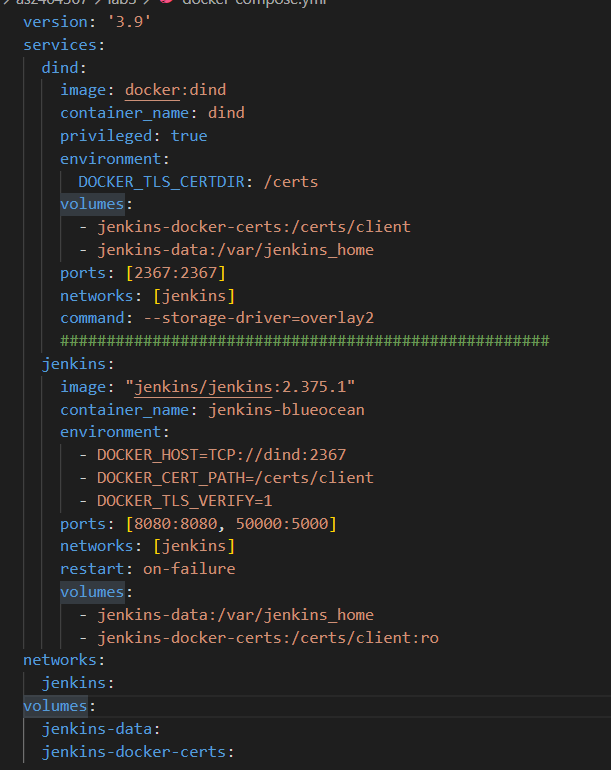 > asz404507 > lab5 > docker-compose.yml
version: '3.9'
services:
  dind:
    image: docker:dind
    container_name: dind
    privileged: true
    environment:
      DOCKER_TLS_CERTDIR: /certs
    volumes:
      - jenkins-docker-certs:/certs/client
      - jenkins-data:/var/jenkins_home
    ports: [2367:2367]
    networks: [jenkins]
    command: --storage-driver=overlay2
    #####################################################
  jenkins:
    image: "jenkins/jenkins:2.375.1"
    container_name: jenkins-blueocean
    environment:
      - DOCKER_HOST=TCP://dind:2367
      - DOCKER_CERT_PATH=/certs/client
      - DOCKER_TLS_VERIFY=1
    ports: [8080:8080, 50000:5000]
    networks: [jenkins]
    restart: on-failure
    volumes:
      - jenkins-data:/var/jenkins_home
      - jenkins-docker-certs:/certs/client:ro
networks:
  jenkins:
volumes:
  jenkins-data:
  jenkins-docker-certs: